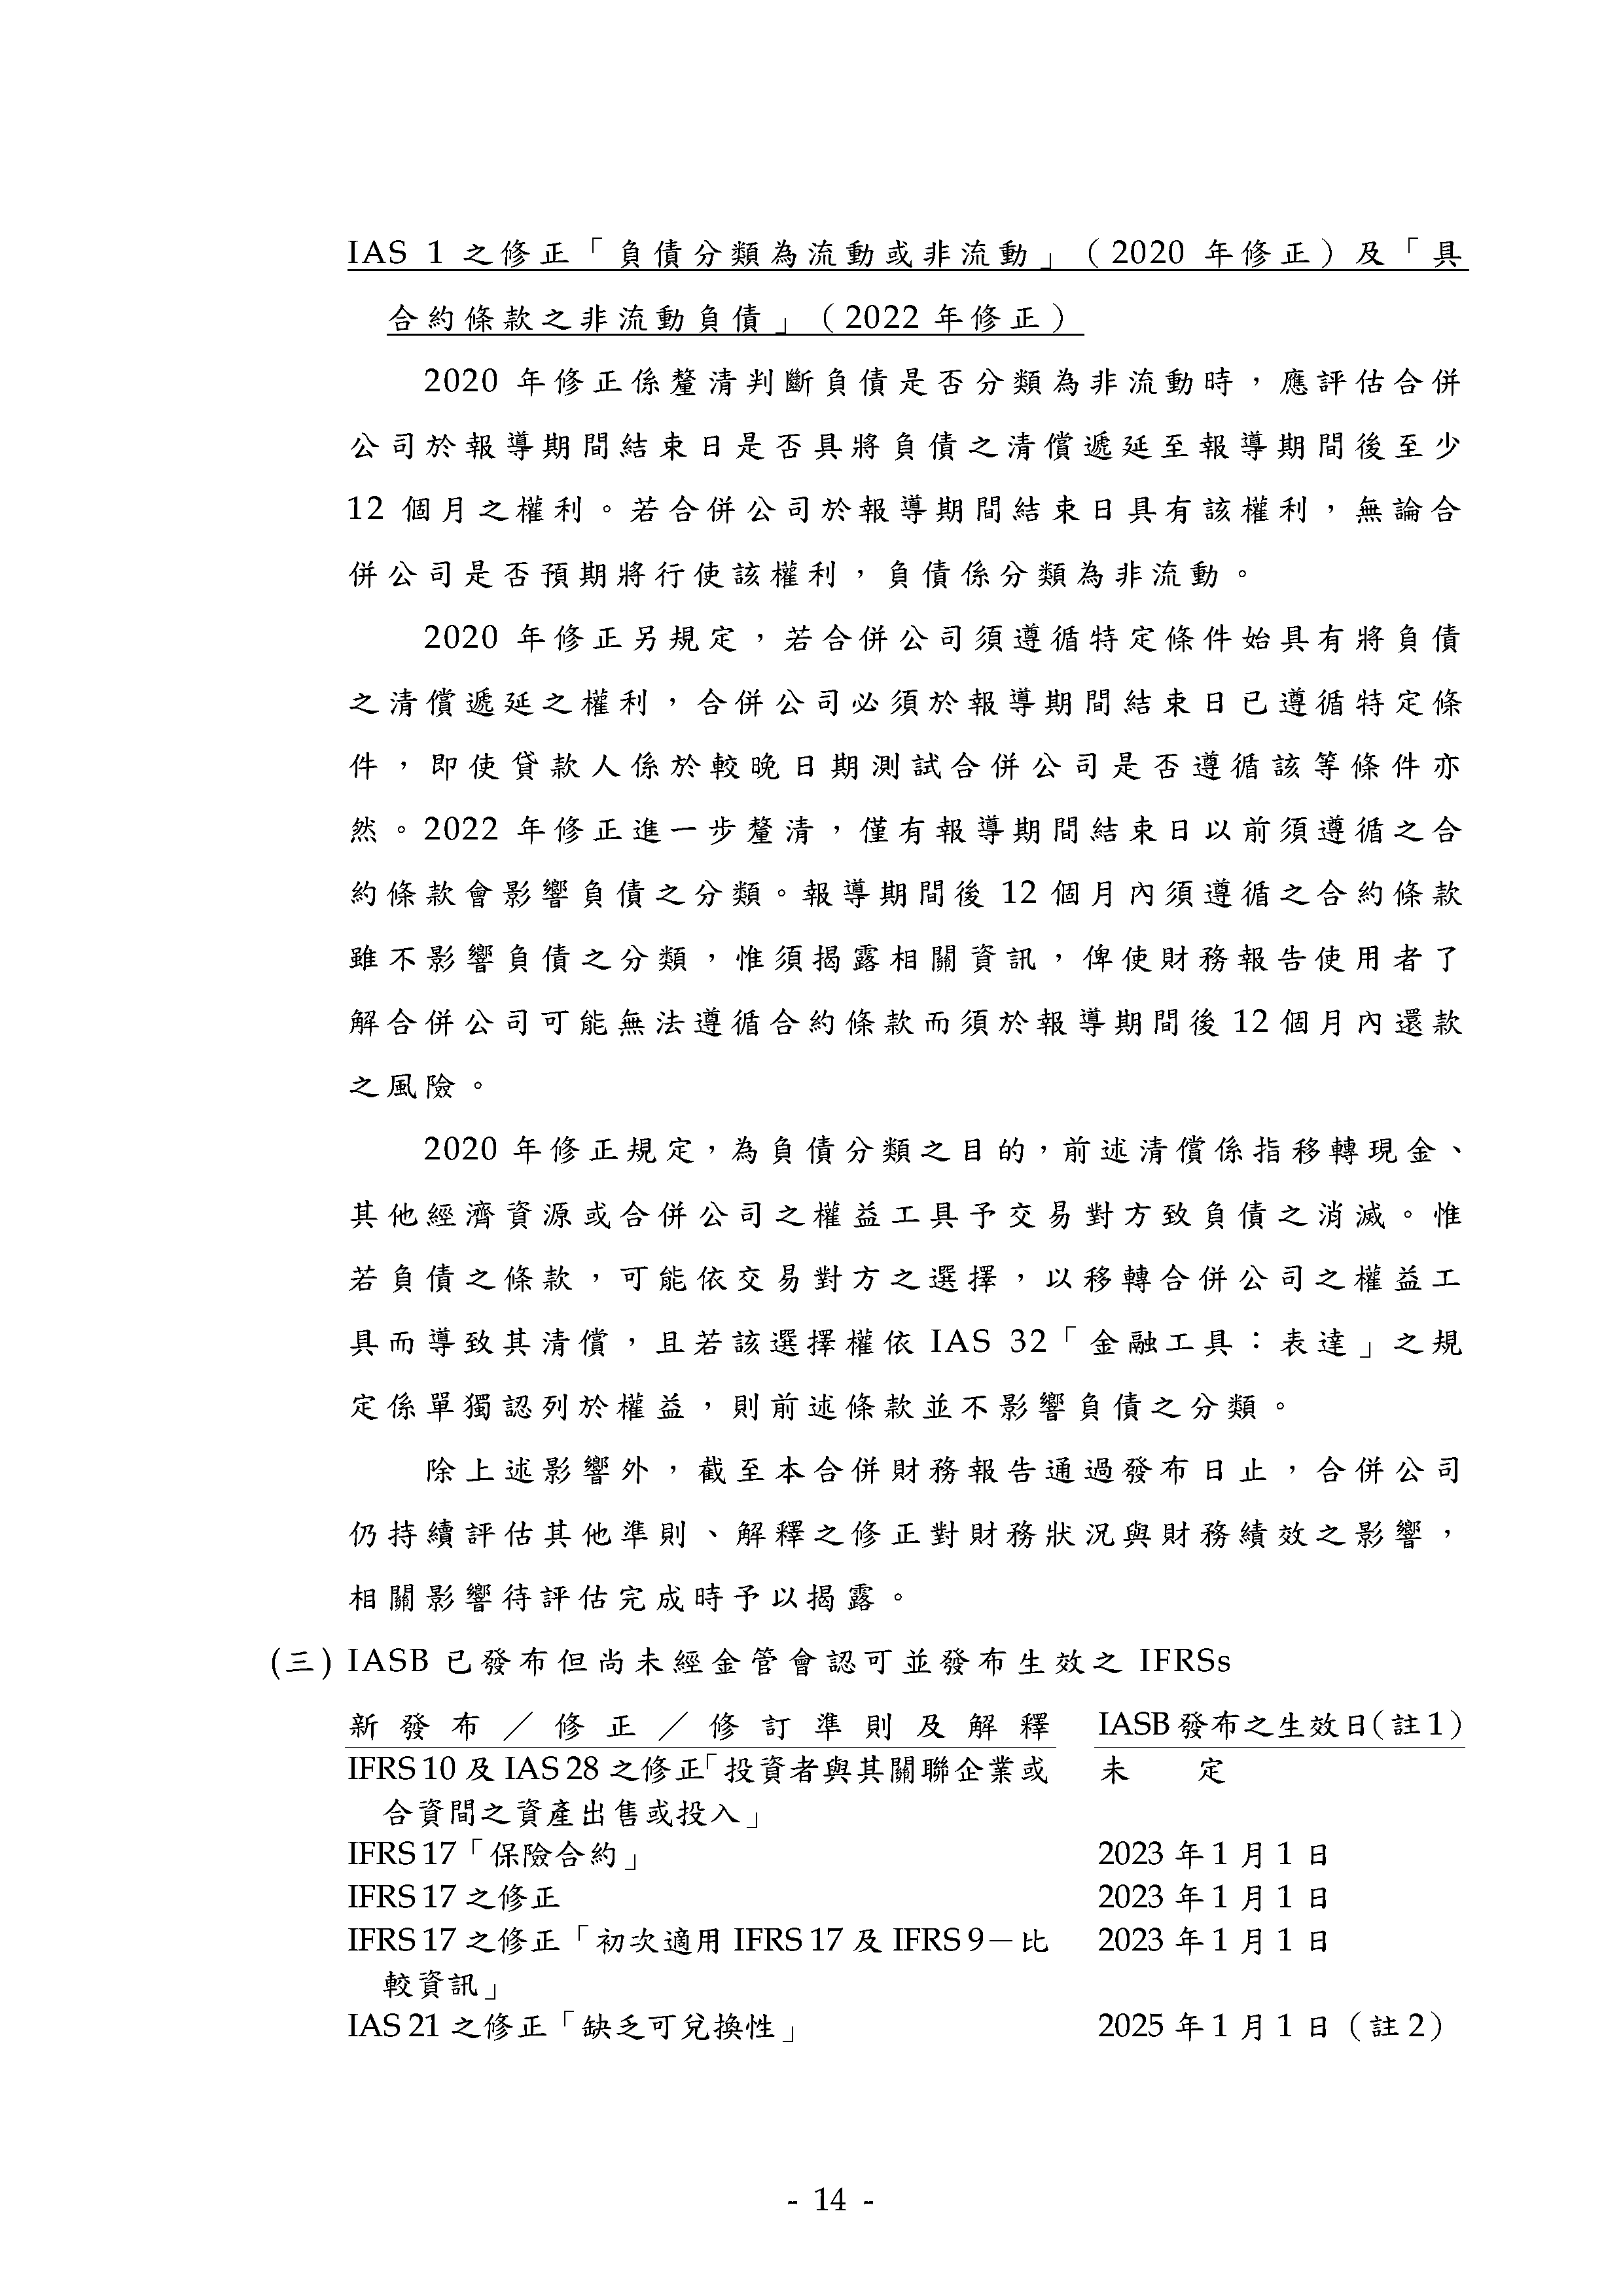 IAS 1 之修正「負債分類為流動或非流動」（2020 年修正）及「具
合約條款之非流動負債」（2022 年修正）
2020 年修正係釐清判斷負債是否分類為非流動時，應評估合併
公司於報導期間結束日是否具將負債之清償遞延至報導期間後至少
12 個月之權利。若合併公司於報導期間結束日具有該權利，無論合
併公司是否預期將行使該權利，負債係分類為非流動。
2020 年修正另規定，若合併公司須遵循特定條件始具有將負債
之清償遞延之權利，合併公司必須於報導期間結束日已遵循特定條
件，即使貸款人係於較晚日期測試合併公司是否遵循該等條件亦
然。2022 年修正進一步釐清，僅有報導期間結束日以前須遵循之合
約條款會影響負債之分類。報導期間後 12 個月內須遵循之合約條款
雖不影響負債之分類，惟須揭露相關資訊，俾使財務報告使用者了
解合併公司可能無法遵循合約條款而須於報導期間後 12 個月內還款
之風險。
2020 年修正規定，為負債分類之目的，前述清償係指移轉現金、
其他經濟資源或合併公司之權益工具予交易對方致負債之消滅。惟
若負債之條款，可能依交易對方之選擇，以移轉合併公司之權益工
具而導致其清償，且若該選擇權依 IAS 32「金融工具：表達」之規
定係單獨認列於權益，則前述條款並不影響負債之分類。
除上述影響外，截至本合併財務報告通過發布日止，合併公司
仍持續評估其他準則、解釋之修正對財務狀況與財務績效之影響，
相關影響待評估完成時予以揭露。
(三) IASB 已發布但尚未經金管會認可並發布生效之 IFRSs
新發布／修正／修訂準則及解釋 IASB 發布之生效日（註 1）
IFRS 10 及 IAS 28 之修正「投資者與其關聯企業或 未 定
合資間之資產出售或投入」
IFRS 17「保險合約」 2023 年 1 月 1 日
IFRS 17 之修正 2023 年 1 月 1 日
IFRS 17 之修正「初次適用 IFRS 17 及 IFRS 9－比 2023 年 1 月 1 日
較資訊」
IAS 21 之修正「缺乏可兌換性」 2025 年 1 月 1 日（註 2）
- 14 -